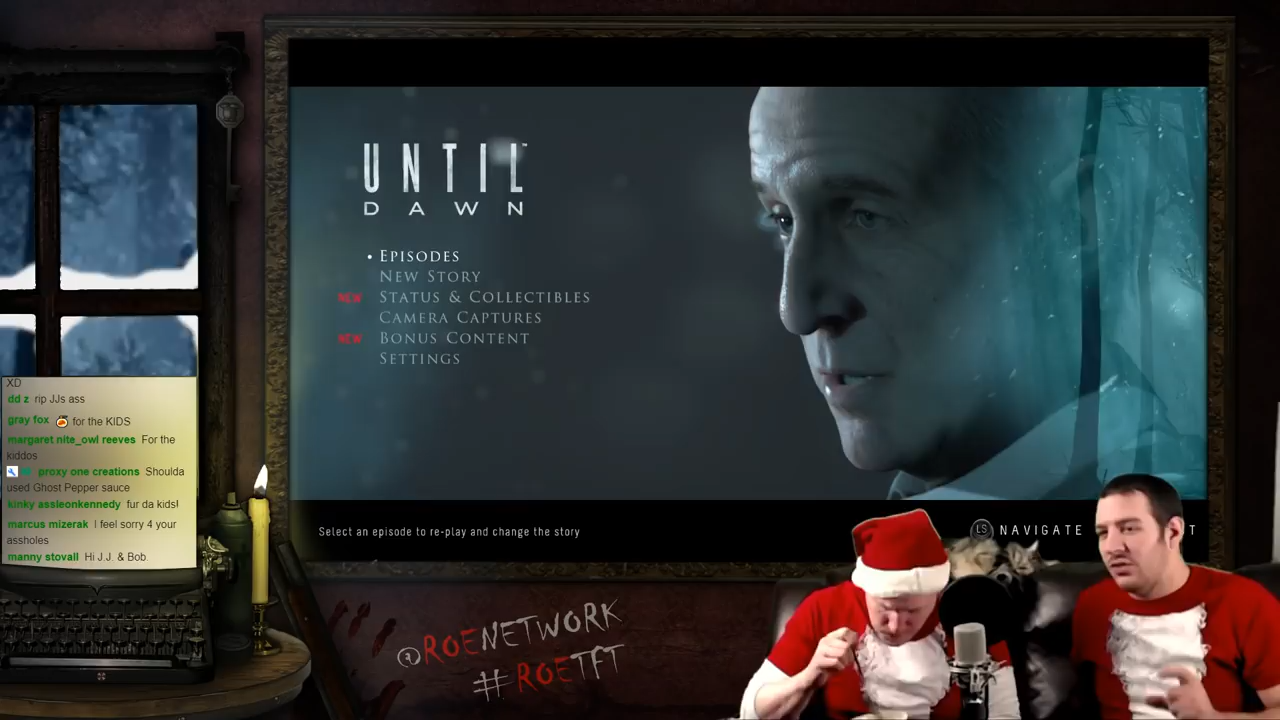 UNTIL
DAWN
• EPISODES
NEW STORY
NEW STATUS & COLLECTIBLES
CAMERA CAPTURES
NEW BONUS CONTENT
SETTINGS
Select an episode to re-play and change the story
LS NAVIGATE
T
XD
dd z rip JJs ass
gray fox for the KIDS
margaret nite_owl reeves For the
kiddos
proxy one creations Shoulda
used Ghost Pepper sauce
kinky assleonkennedy fur da kids!
marcus mizerak I feel sorry 4 your
assholes
manny stovall Hi J.J. & Bob.
@ROENETWORK
#ROETFT